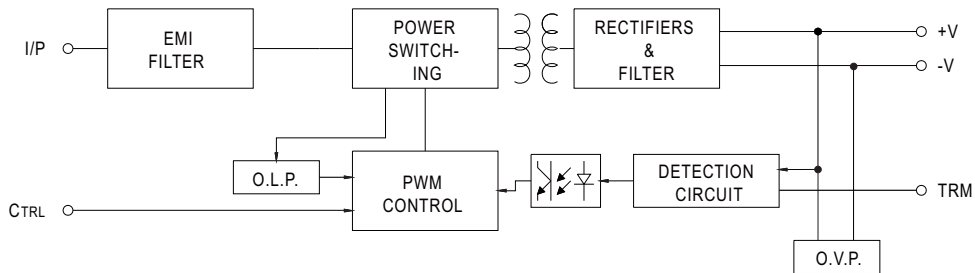 I/P
EMI
FILTER
POWER
SWITCH-
ING
RECTIFIERS
&
FILTER
+V
-V
O.L.P.
PWM
CONTROL
DETECTION
CIRCUIT
TRM
CTRL
O.V.P.